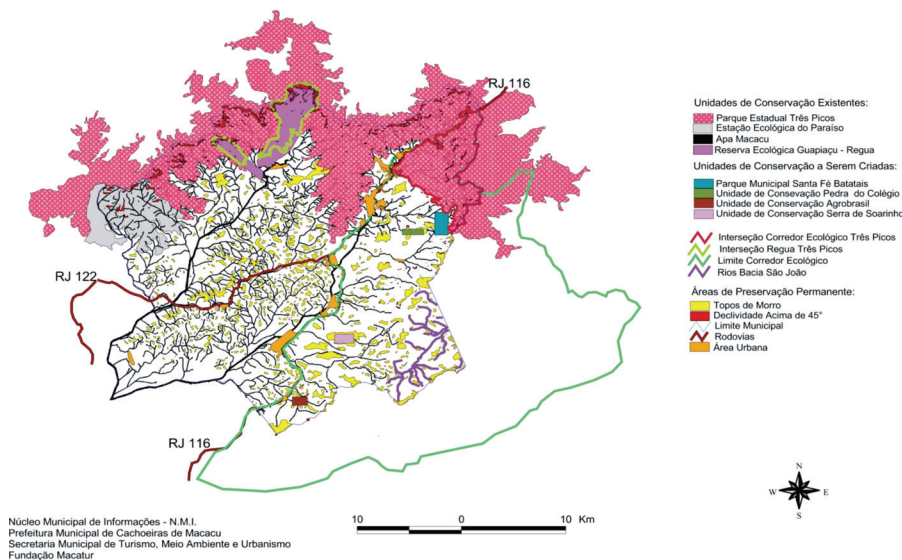 RJ 116
RJ 122
RJ 116
Unidades de Conservação Existentes:
Parque Estadual Três Picos
Estação Ecológica do Paraíso
Apa Macacu
Reserva Ecológica Guapiaçu - Regua
Unidades de Conservação a Serem Criadas:
Parque Municipal Santa Fé Batatais
Unidade de Consevação Pedra do Colégio
Unidade de Conservação Agrobrasil
Unidade de Conservação Serra de Soarinho
Interseção Corredor Ecológico Três Picos
Interseção Regua Três Picos
Limite Corredor Ecológico
Rios Bacia São João
Áreas de Preservação Permanente:
Topos de Morro
Declividade Acima de 45°
Limite Municipal
Rodovias
Área Urbana
N
W E
S
10 0 10 Km
Núcleo Municipal de Informações - N.M.I.
Prefeitura Municipal de Cachoeiras de Macacu
Secretaria Municipal de Turismo, Meio Ambiente e Urbanismo
Fundação Macatur